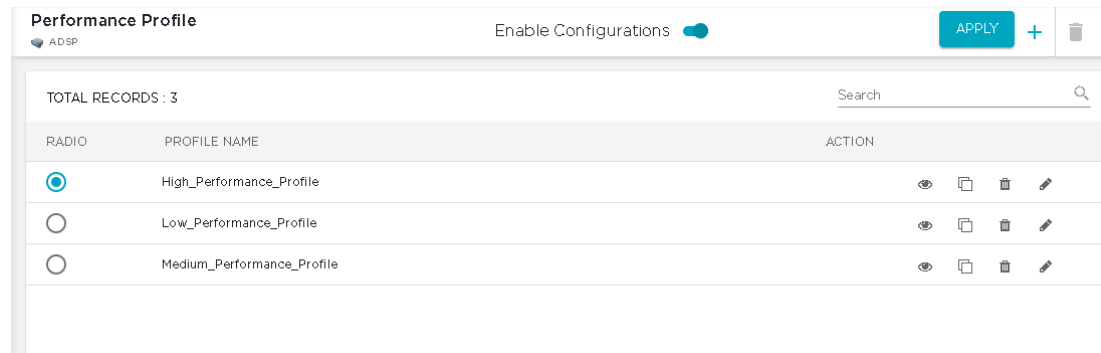 Performance Profile
ADSP
Enable Configurations
APPLY
TOTAL RECORDS : 3
Search
RADIO PROFILE NAME ACTION
High_Performance_Profile
Low_Performance_Profile
Medium_Performance_Profile